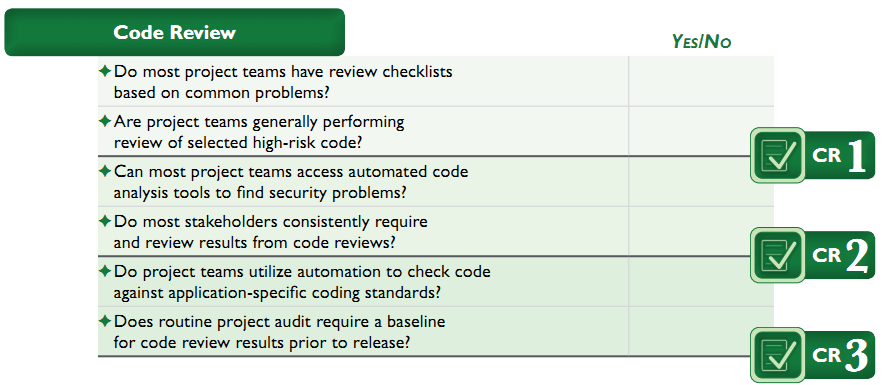 Code Review
YES/NO
✦Do most project teams have review checklists
based on common problems?
✦Are project teams generally performing
review of selected high-risk code?
CR 1
✦Can most project teams access automated code
analysis tools to find security problems?
✦Do most stakeholders consistently require
and review results from code reviews?
CR 2
✦Do project teams utilize automation to check code
against application-specific coding standards?
✦Does routine project audit require a baseline
for code review results prior to release?
CR 3